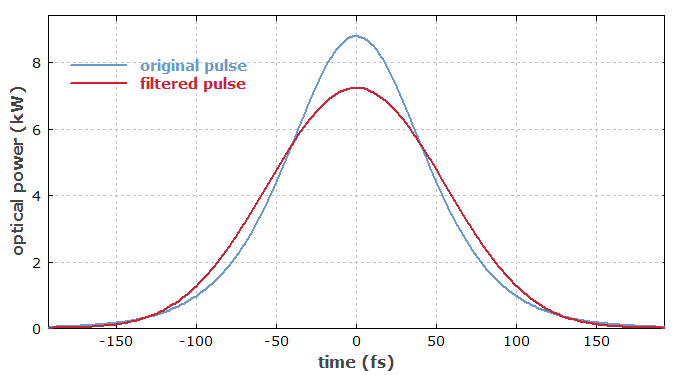 original pulse
filtered pulse
optical power (kW)
8
6
4
2
0
-150 -100 -50 0 50 100 150
time (fs)